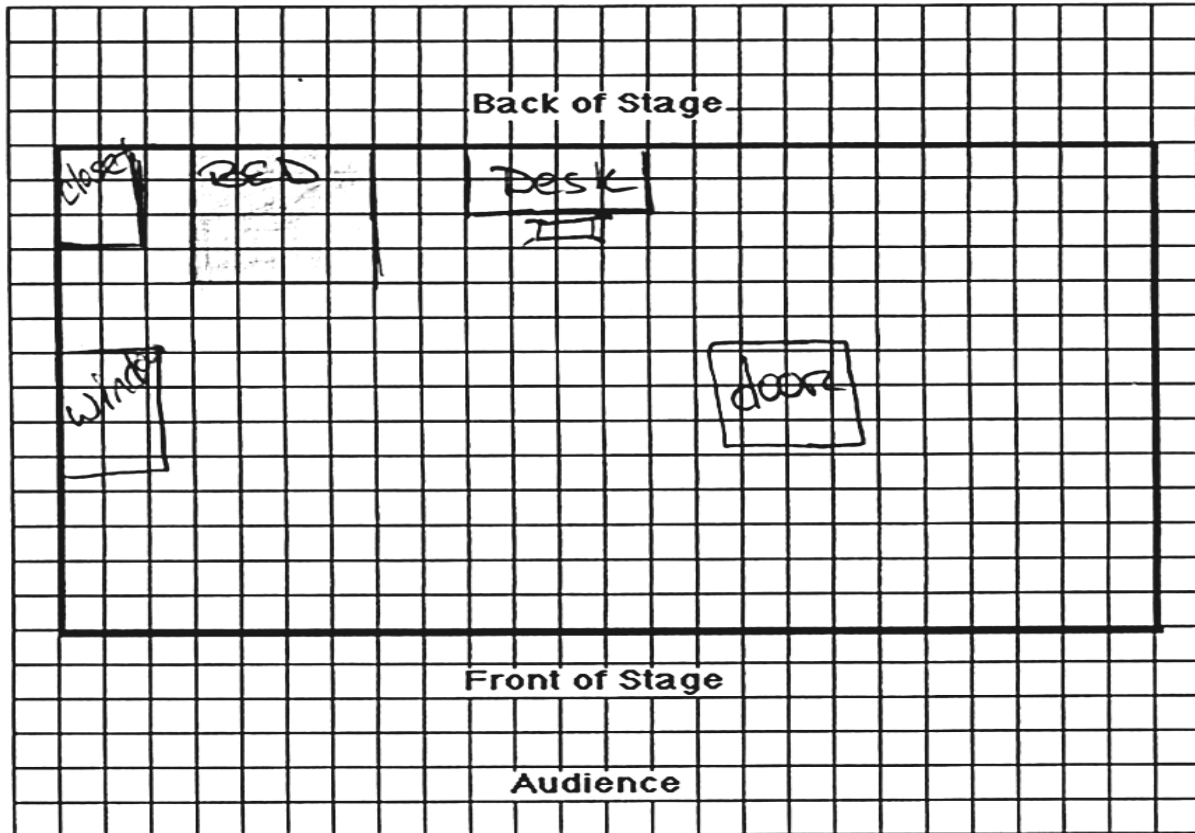 Back of Stage
closet
BED
Desk
Window
door
Front of Stage
Audience